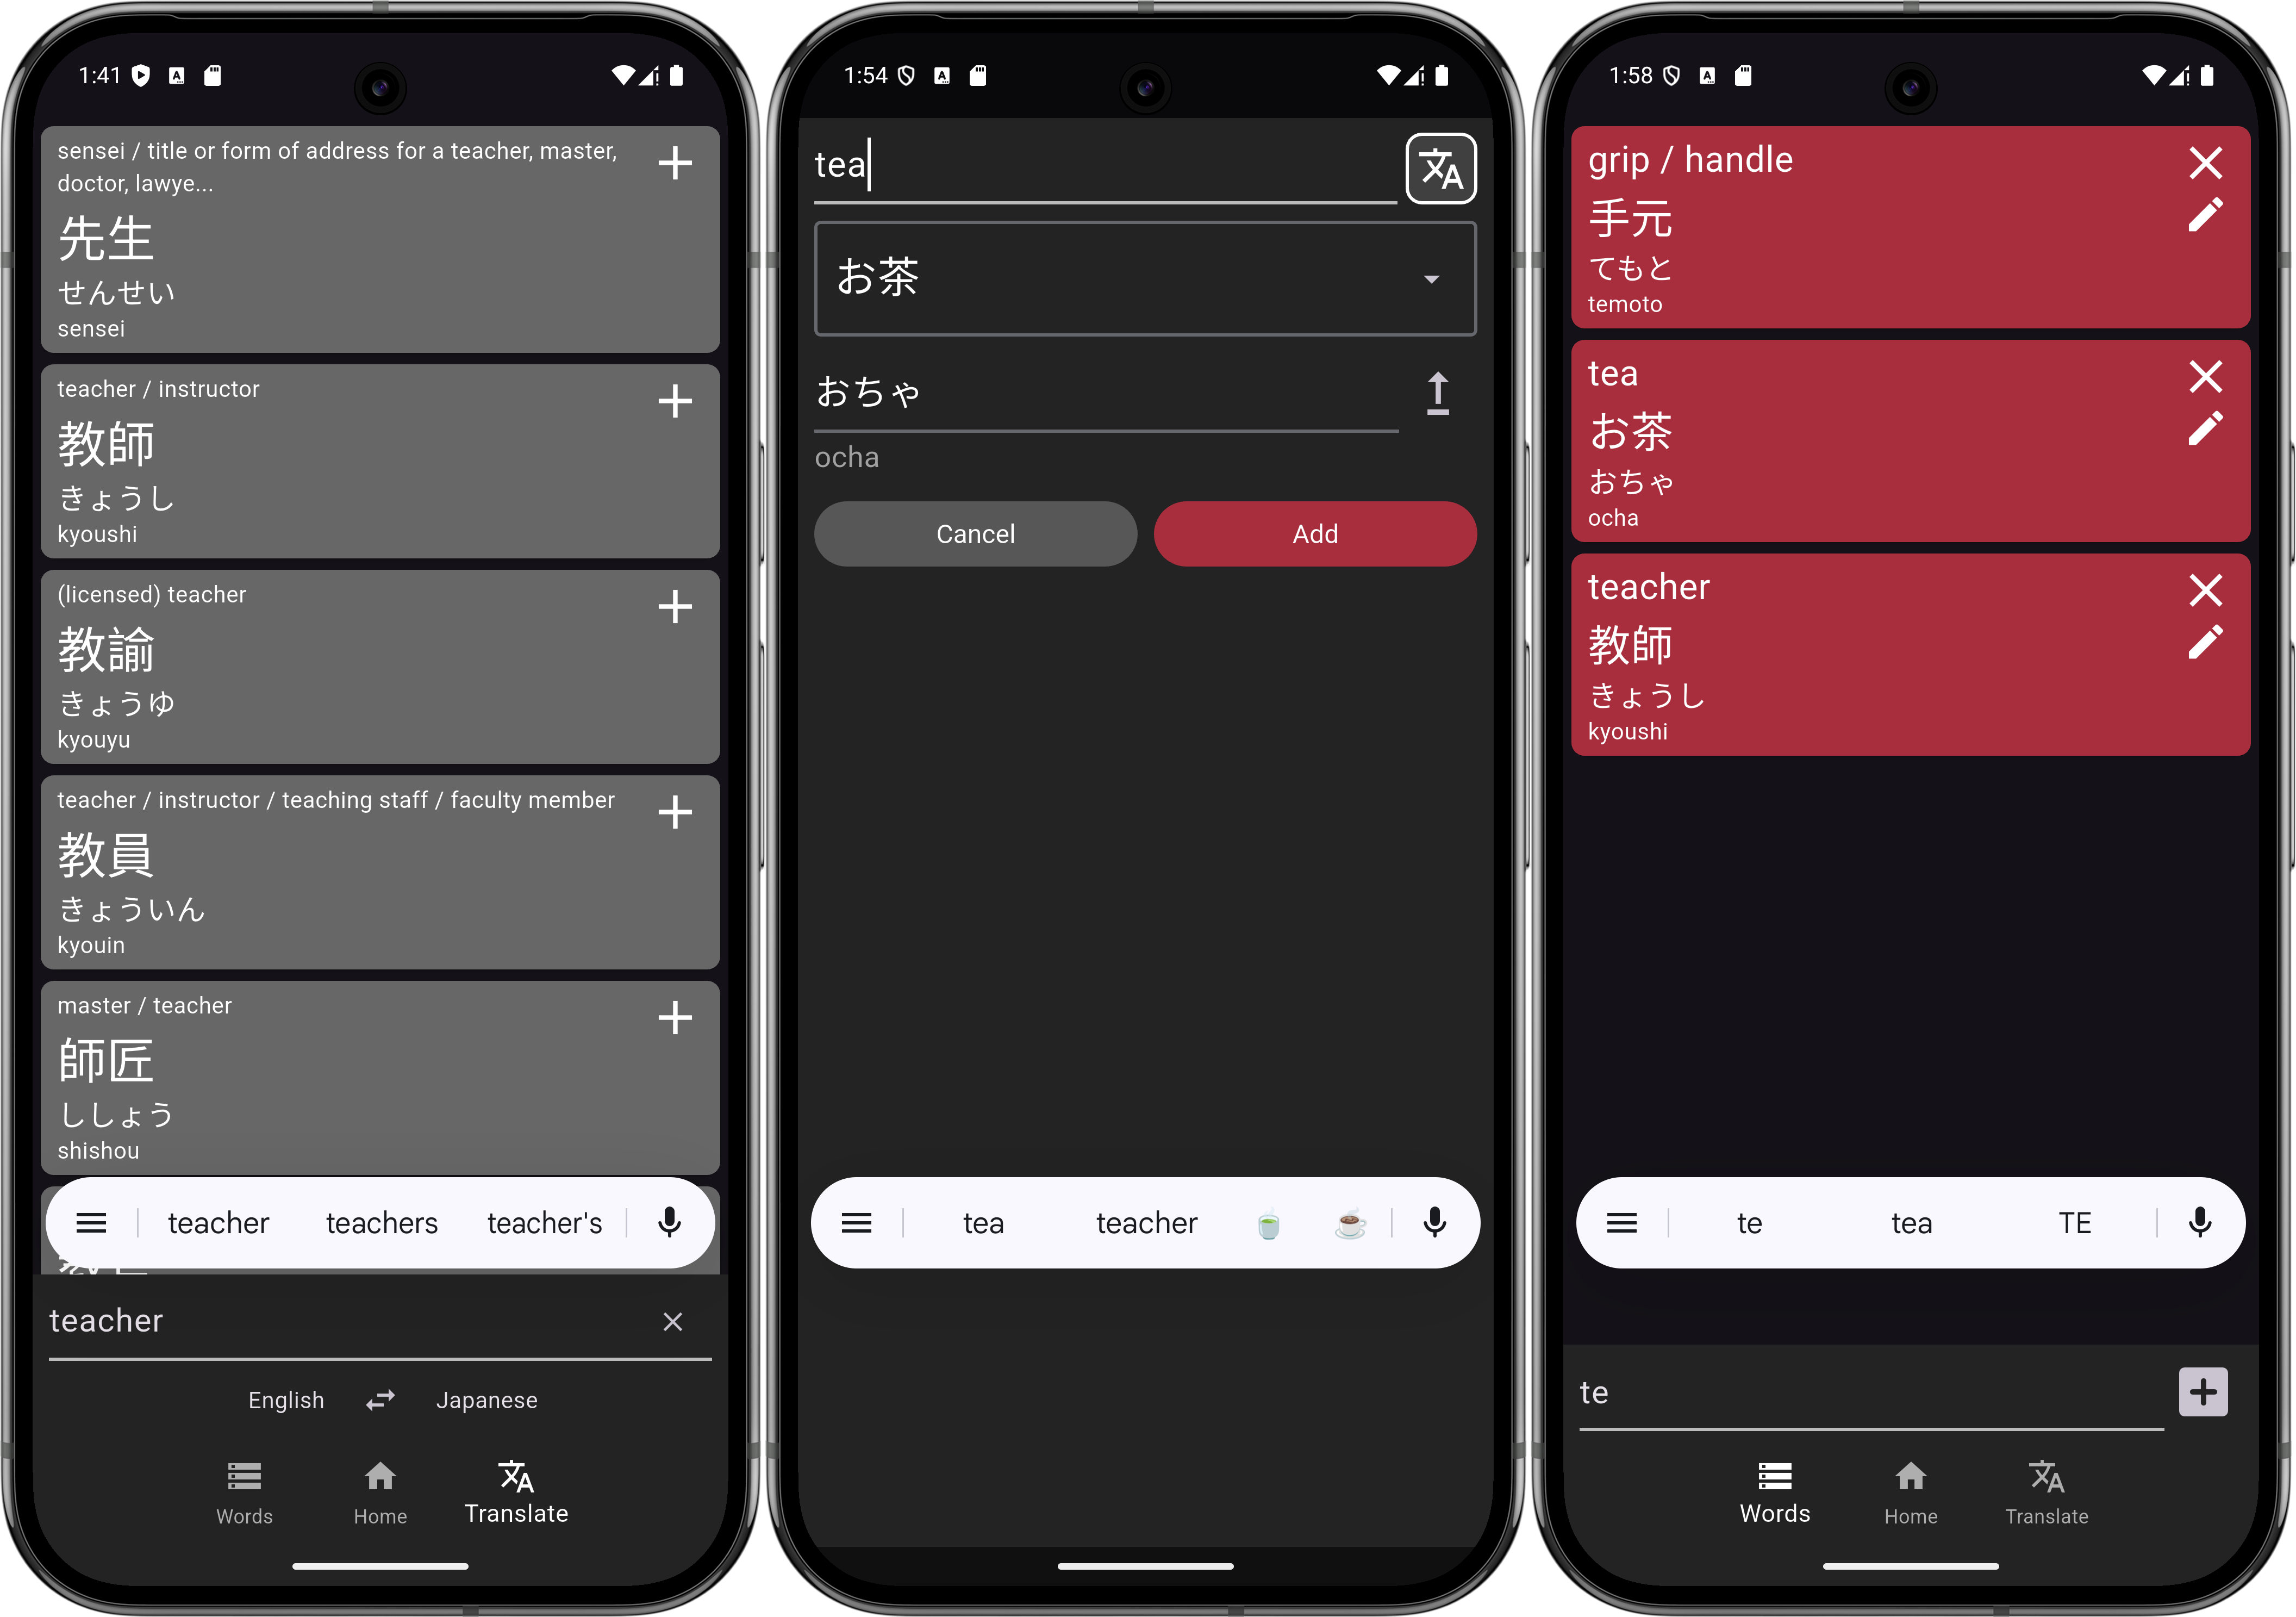 1:41
sensei / title or form of address for a teacher, master,
doctor, lawye...
先生
せんせい
sensei
teacher / instructor
教師
きょうし
kyoushi
(licensed) teacher
教諭
きょうゆ
kyouyu
teacher / instructor / teaching staff / faculty member
教員
きょういん
kyouin
master / teacher
師匠
ししょう
shishou
teacher teachers teacher's
teacher
English Japanese
Words Home Translate
1:54
tea
お茶
おちゃ
ocha
Cancel Add
tea teacher
1:58
grip / handle
手元
てもと
temoto
tea
お茶
おちゃ
ocha
teacher
教師
きょうし
kyoushi
te tea TE
te
Words Home Translate